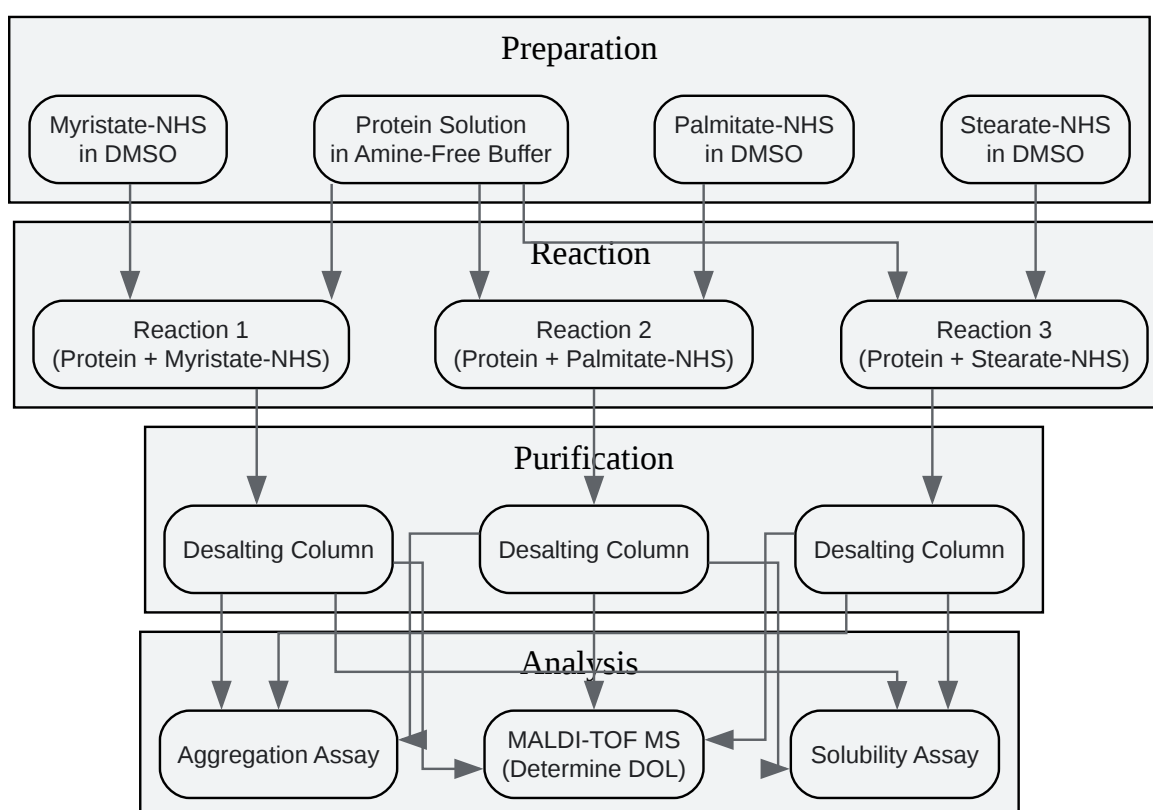 Preparation
Myristate-NHS
in DMSO
Protein Solution
in Amine-Free Buffer
Palmitate-NHS
in DMSO
Stearate-NHS
in DMSO
Reaction
Reaction 1
(Protein + Myristate-NHS)
Reaction 2
(Protein + Palmitate-NHS)
Reaction 3
(Protein + Stearate-NHS)
Purification
Desalting Column
Desalting Column
Desalting Column
Analysis
Aggregation Assay
MALDI-TOF MS
(Determine DOL)
Solubility Assay